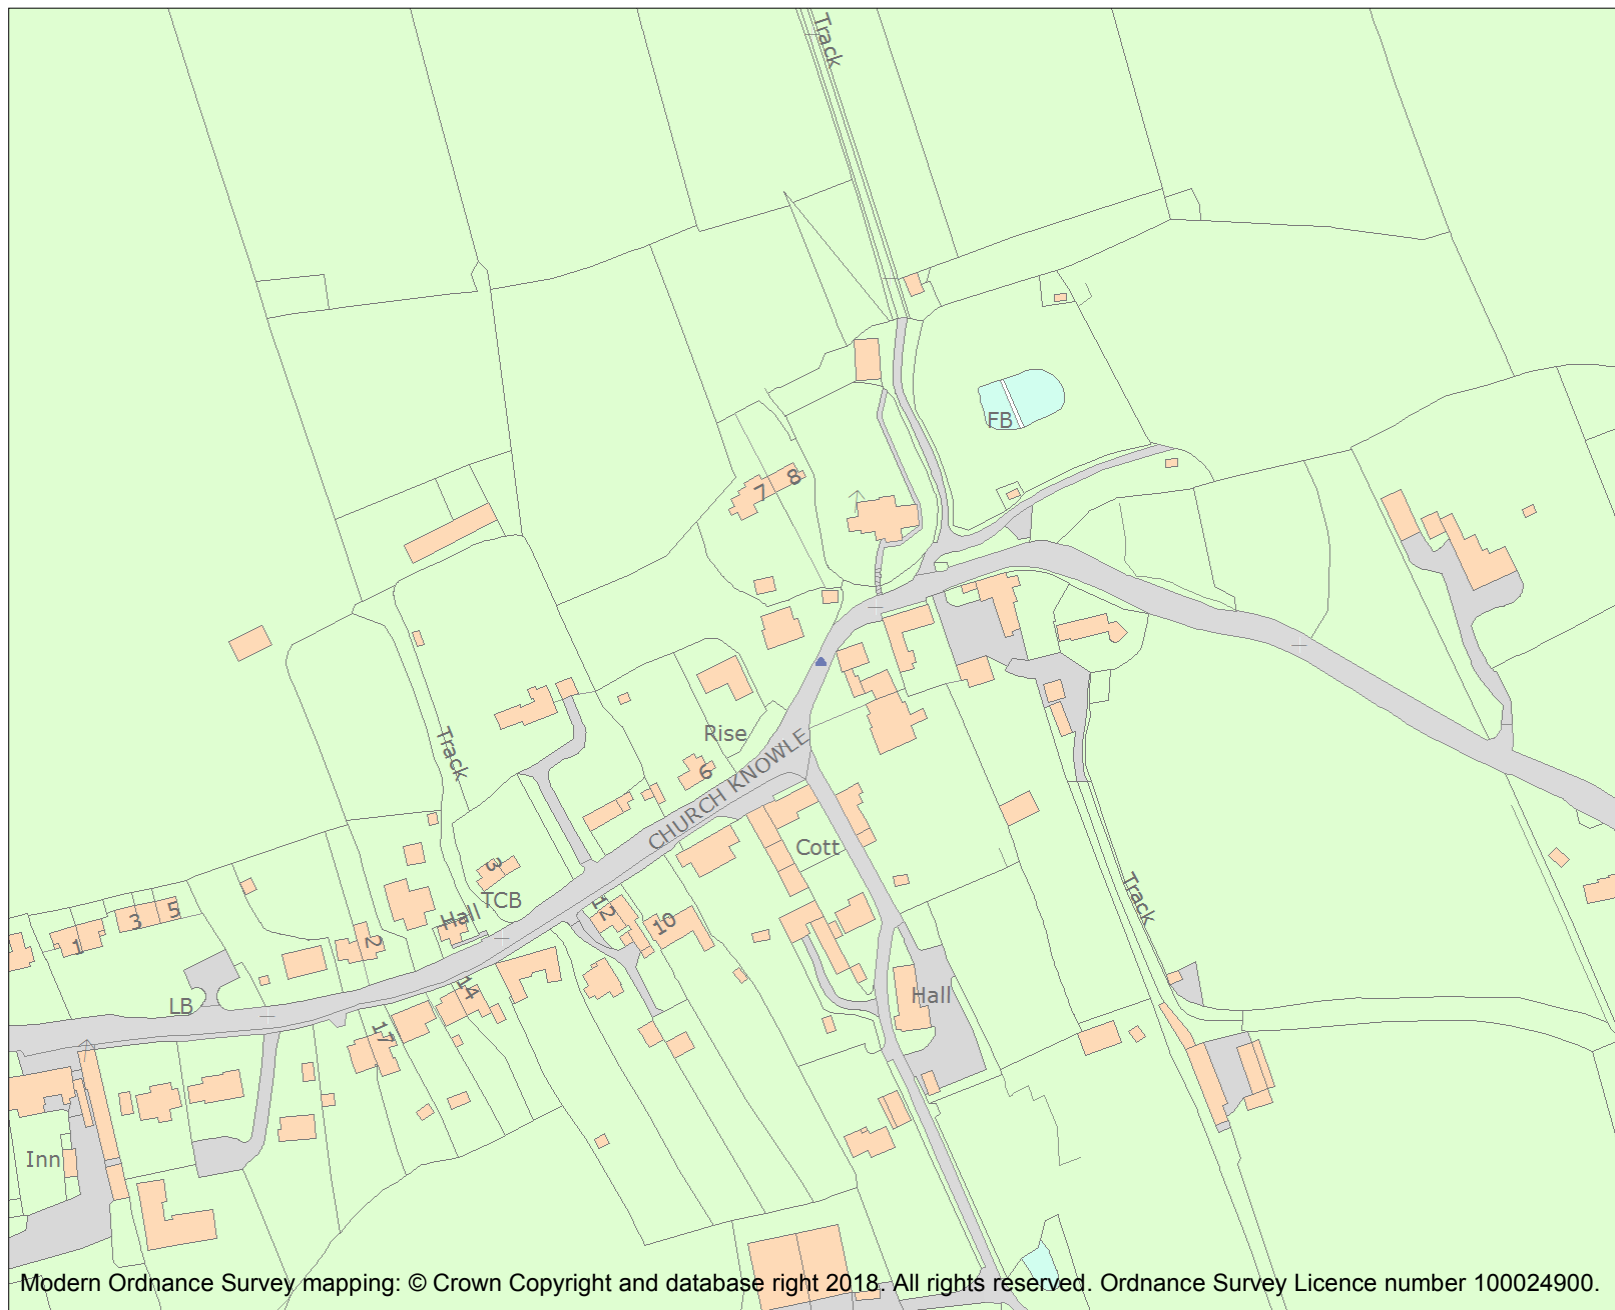 Track
FB
8
7
Track
Rise
6
CHURCH KNOWLE
Cott
3
TCB
Hall
12
10
Track
5
3
1
2
14
Hall
LB
17
Inn
Modern Ordnance Survey mapping: © Crown Copyright and database right 2018. All rights reserved. Ordnance Survey Licence number 100024900.